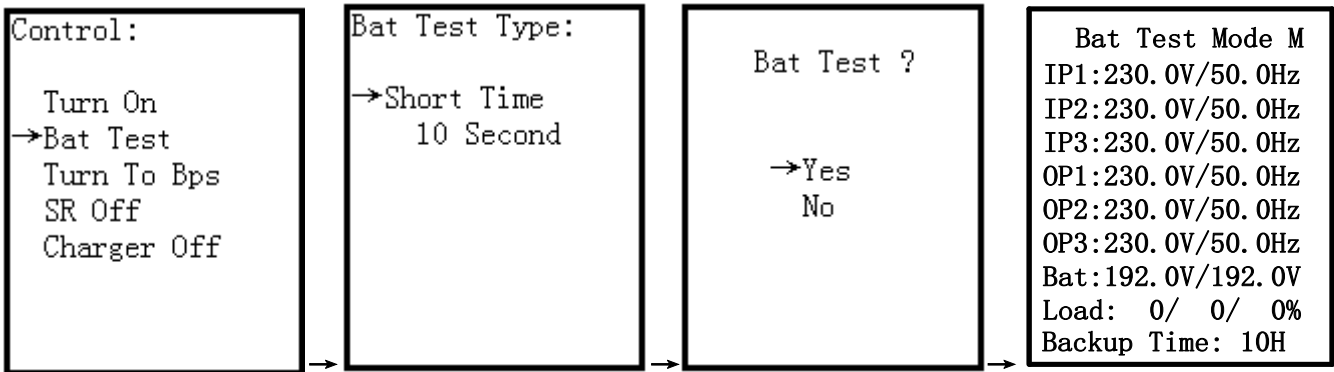 Control:
Turn On
→Bat Test
Turn To Bps
SR Off
Charger Off
Bat Test Type:
→Short Time
10 Second
Bat Test ?
→Yes
No
Bat Test Mode M
IP1:230.0V/50.0Hz
IP2:230.0V/50.0Hz
IP3:230.0V/50.0Hz
OP1:230.0V/50.0Hz
OP2:230.0V/50.0Hz
OP3:230.0V/50.0Hz
Bat:192.0V/192.0V
Load: 0/ 0/ 0%
Backup Time: 10H